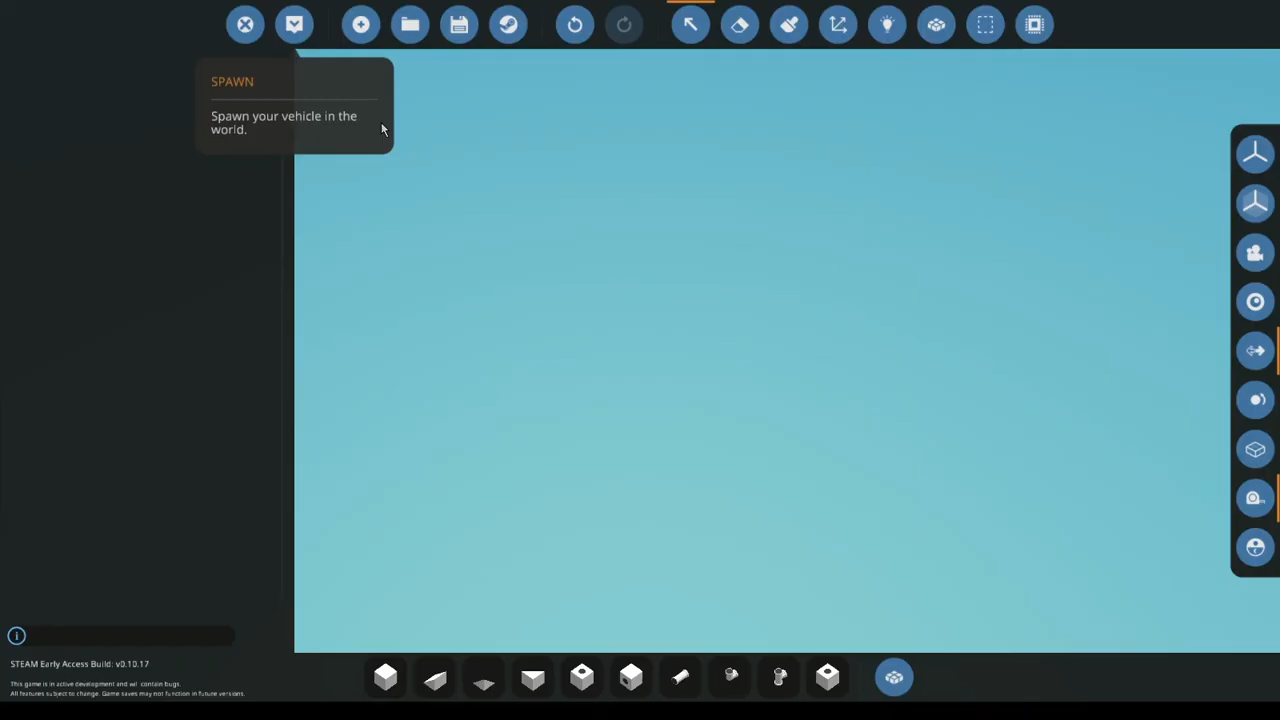 SPAWN
Spawn your vehicle in the
world.
STEAM Early Access Build: v0.10.17
This game is in active development and will contain bugs.
All features subject to change. Game saves may not function in future versions.